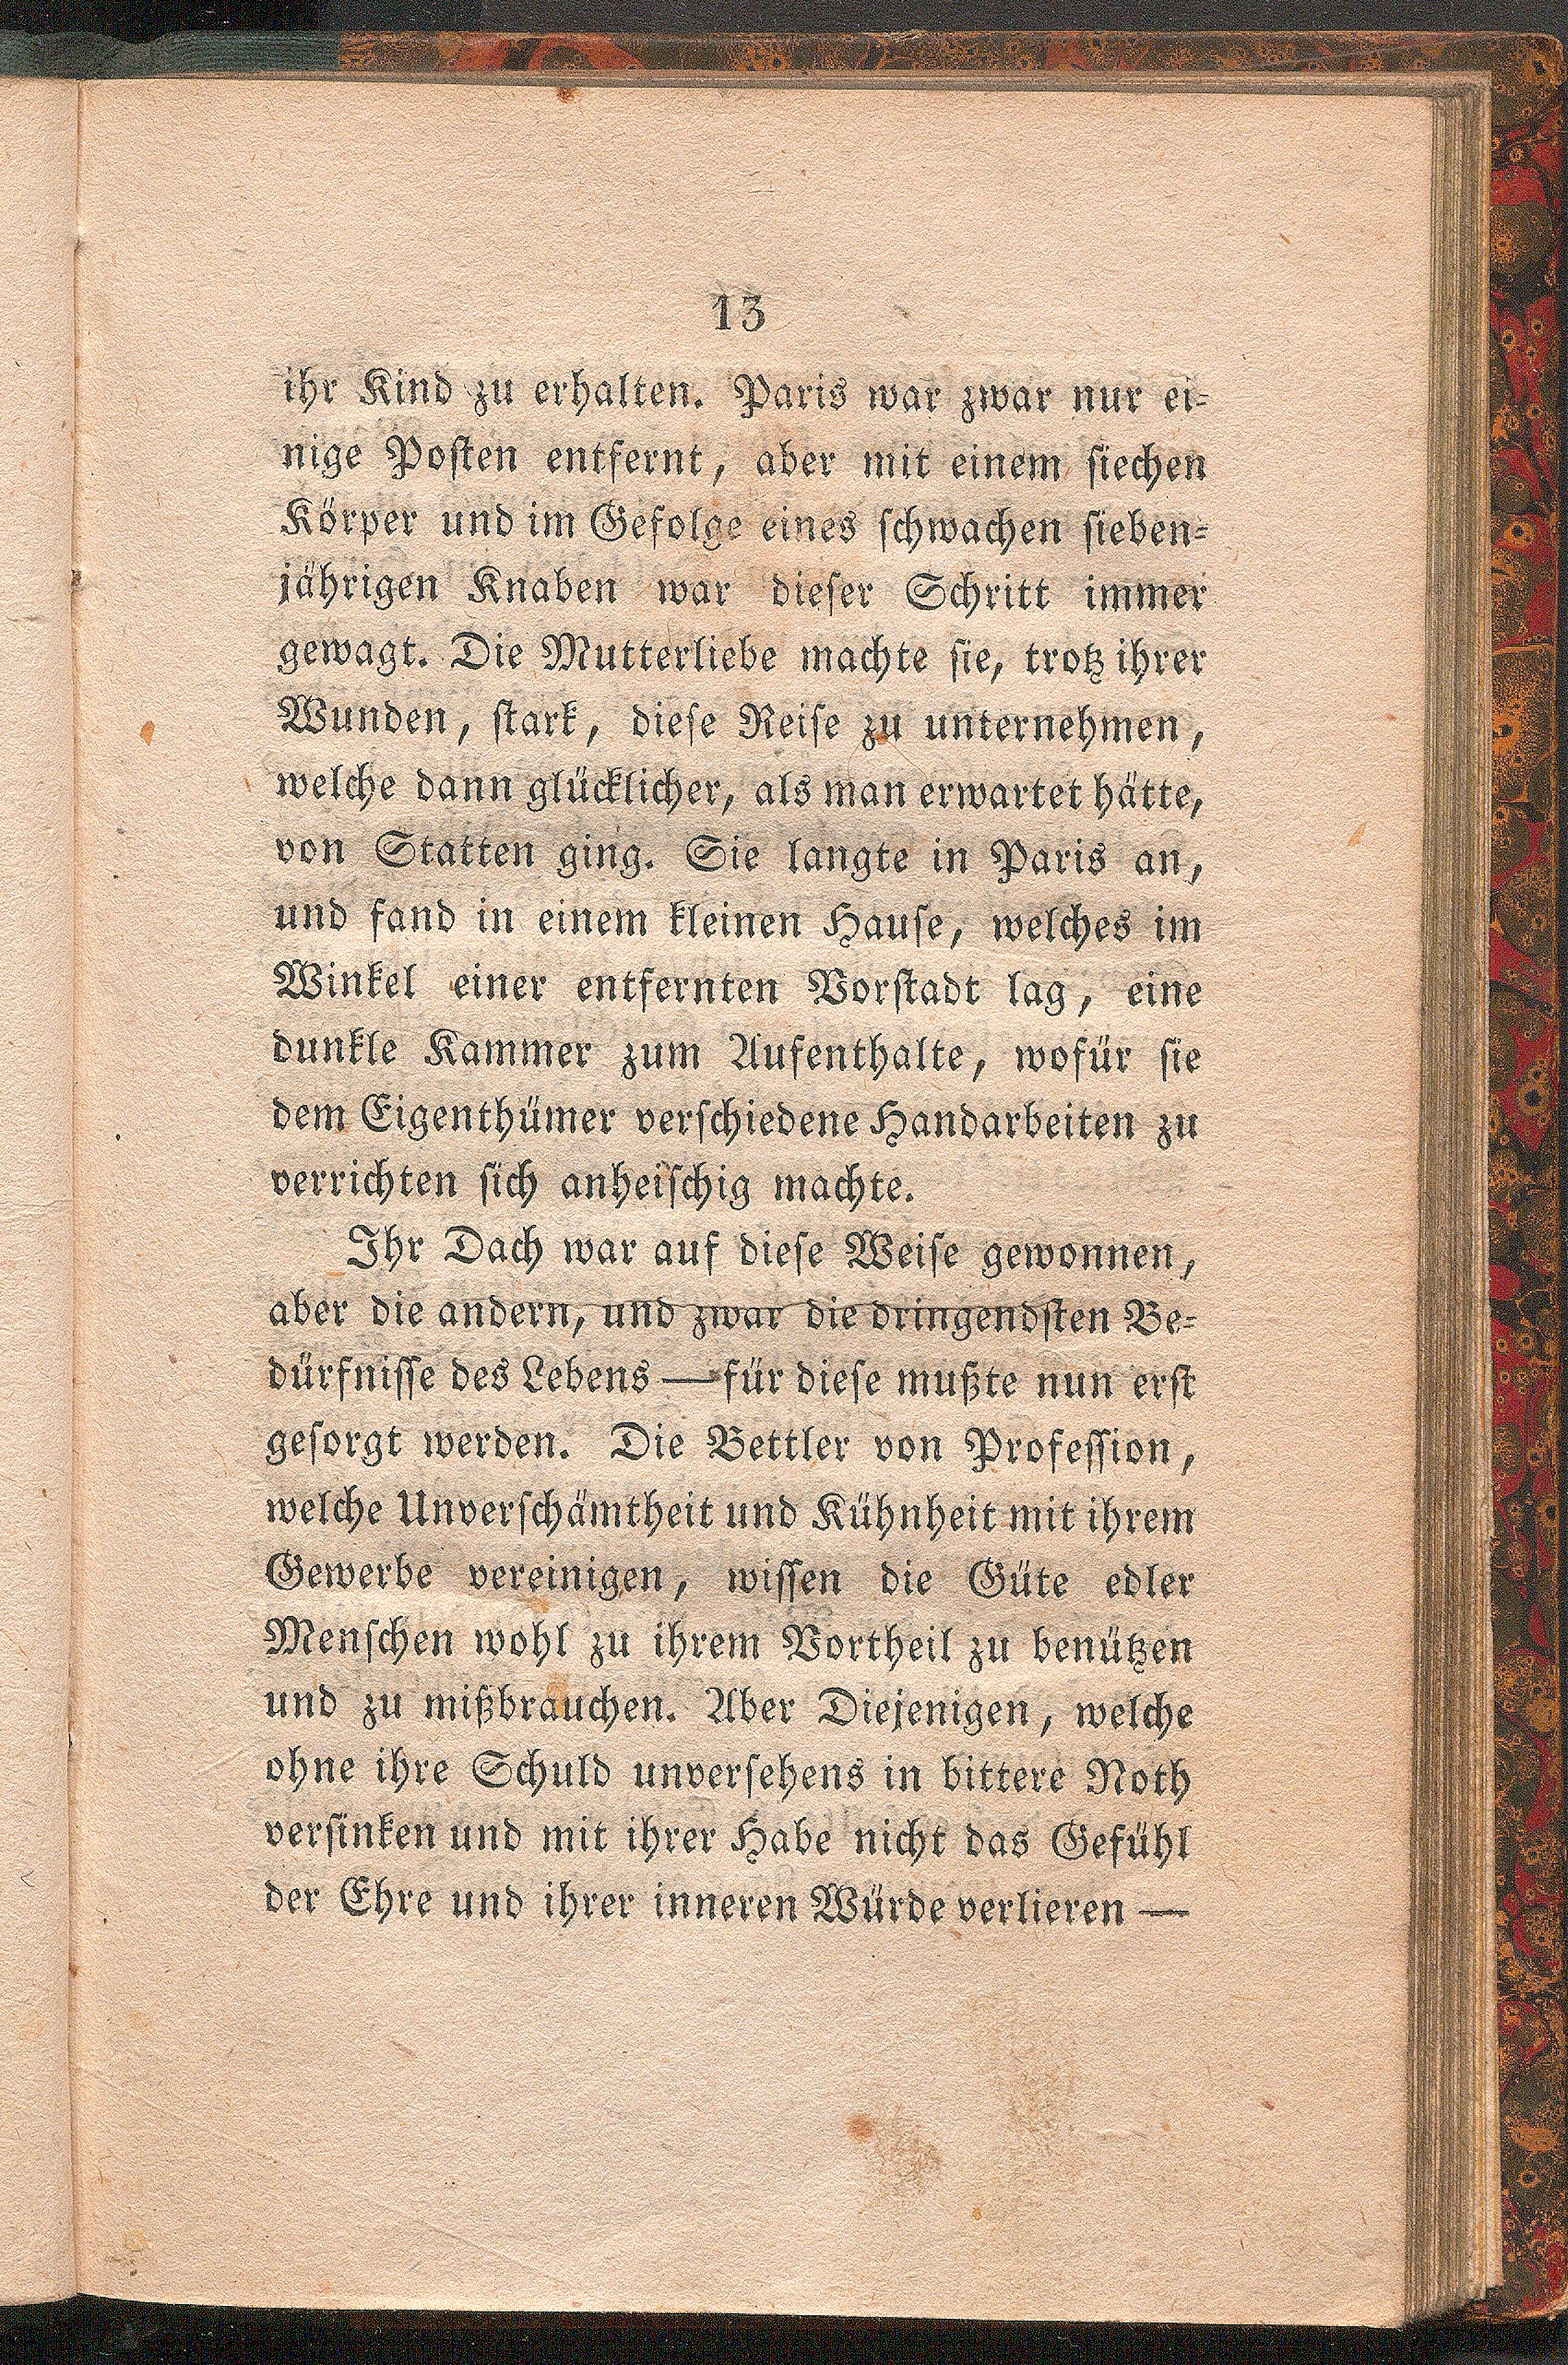 13
ihr Kind zu erhalten. Paris war zwar nur ei-
nige Posten entfernt, aber mit einem siechen
Körper und im Gefolge eines schwachen sieben-
jährigen Knaben war dieser Schritt immer
gewagt. Die Mutterliebe machte sie, trotz ihrer
Wunden, stark, diese Reise zu unternehmen,
welche dann glücklicher, als man erwartet hätte,
von Statten ging. Sie langte in Paris an,
und fand in einem kleinen Hause, welches im
Winkel einer entfernten Vorstadt lag, eine
dunkle Kammer zum Aufenthalte, wofür sie
dem Eigenthümer verschiedene Handarbeiten zu
verrichten sich anheischig machte.
Ihr Dach war auf diese Weise gewonnen,
aber die andern, und zwar die dringendsten Be-
dürfnisse des Lebens — für diese mußte nun erst
gesorgt werden. Die Bettler von Profession,
welche Unverschämtheit und Kühnheit mit ihrem
Gewerbe vereinigen, wissen die Güte edler
Menschen wohl zu ihrem Vortheil zu benützen
und zu mißbrauchen. Aber Diejenigen, welche
ohne ihre Schuld unversehens in bittere Noth
versinken und mit ihrer Habe nicht das Gefühl
der Ehre und ihrer inneren Würde verlieren —